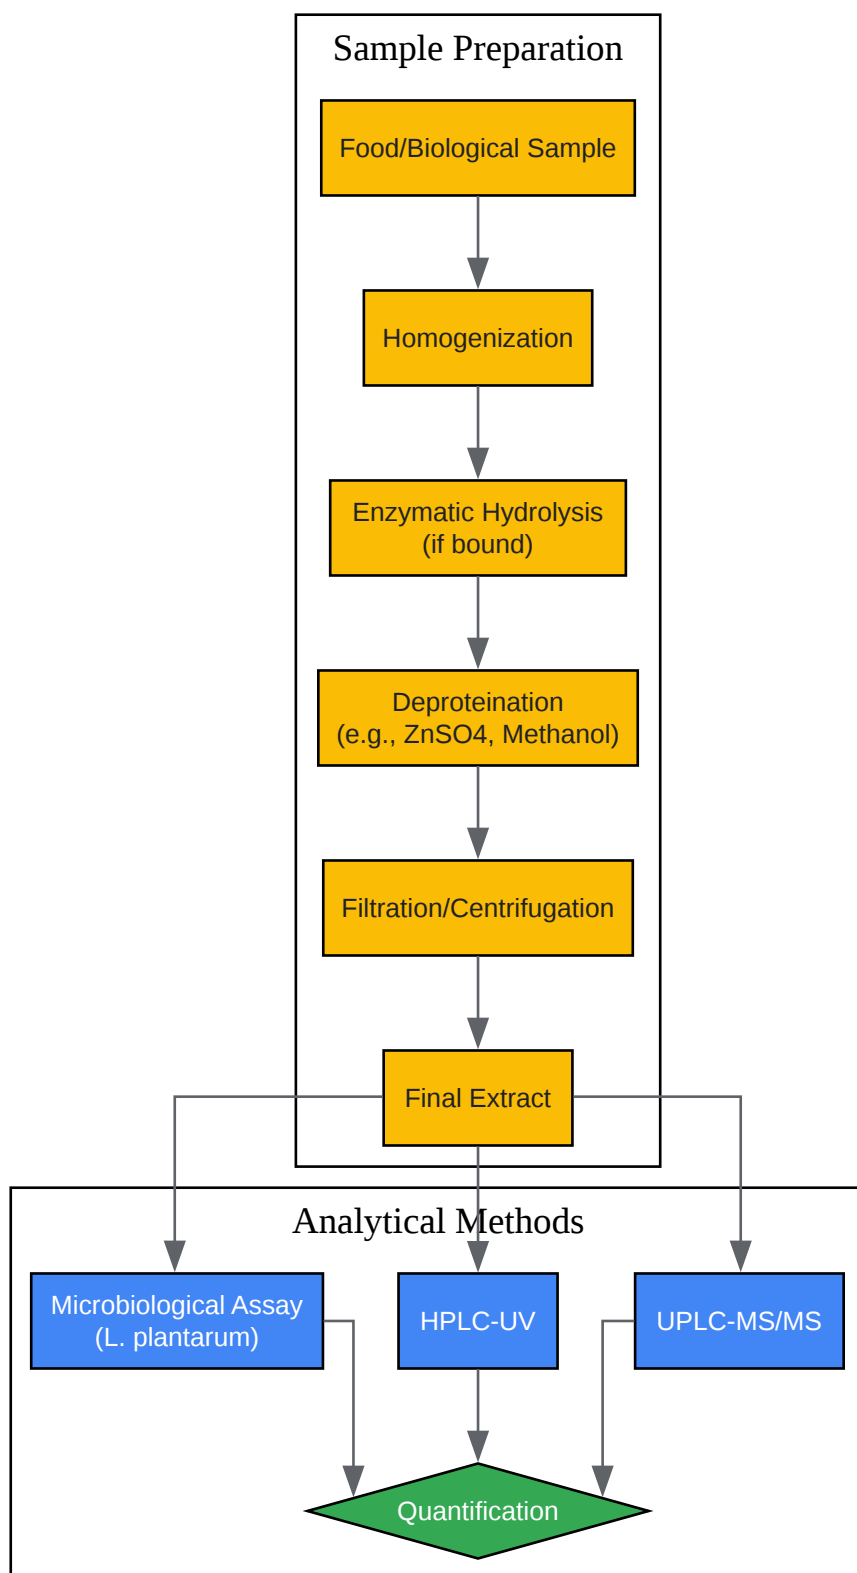 Sample Preparation
Food/Biological Sample
Homogenization
Enzymatic Hydrolysis
(if bound)
Deproteination
(e.g., ZnSO4, Methanol)
Filtration/Centrifugation
Final Extract
Analytical Methods
Microbiological Assay
(L. plantarum)
HPLC-UV
UPLC-MS/MS
Quantification